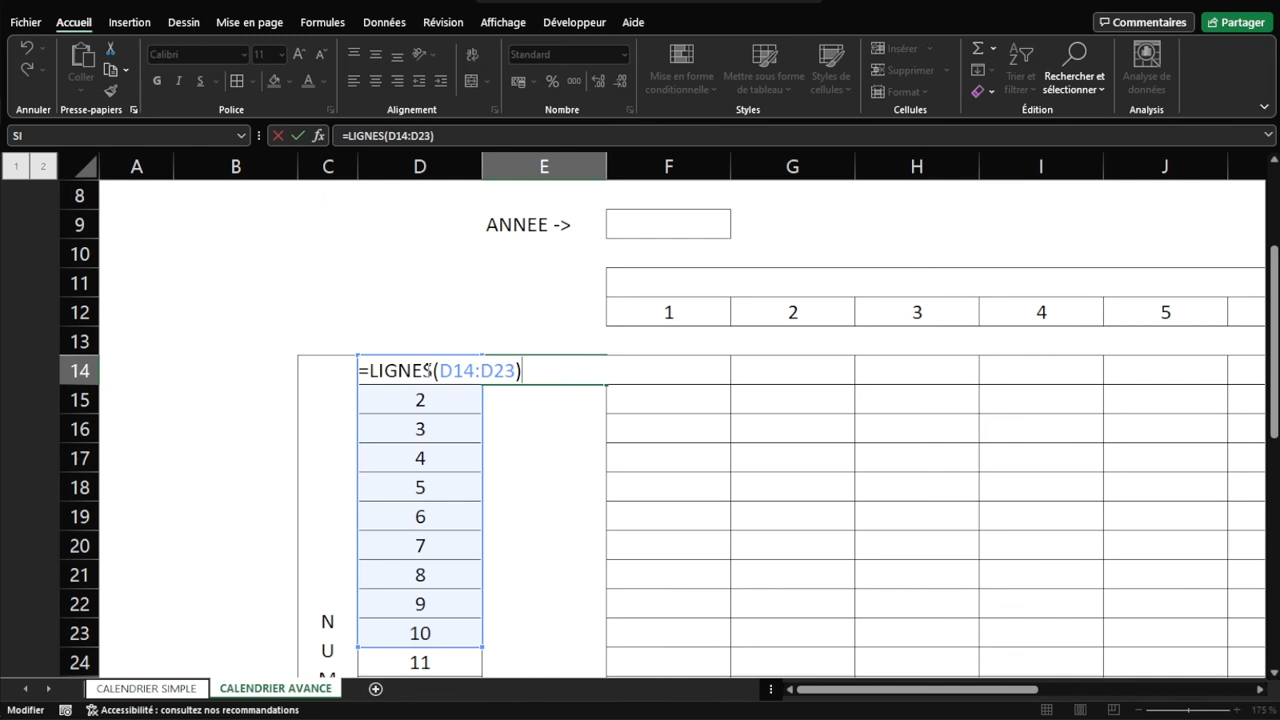 Fichier Accueil Insertion Dessin Mise en page Formules Données Révision Affichage Développeur Aide Commentaires Partager
Coller
Calibri 11
Standard
Mise en forme conditionnelle
Mettre sous forme de tableau
Styles de cellules
Insérer
Supprimer
Format
Trier et filtrer
Rechercher et sélectionner
Analyse de données
G I S
% 000
Annuler Presse-papiers Police Alignement Nombre Styles Cellules Édition Analysis
SI =LIGNES(D14:D23)
1 2 A B C D E F G H I J
8
9 ANNEE ->
10
11
12 1 2 3 4 5
13
14 =LIGNES(D14:D23)
15 2
16 3
17 4
18 5
19 6
20 7
21 8
22 9
N
23 10
U
24 11
M
CALENDRIER SIMPLE CALENDRIER AVANCE
Modifier Accessibilité : consultez nos recommandations 175 %